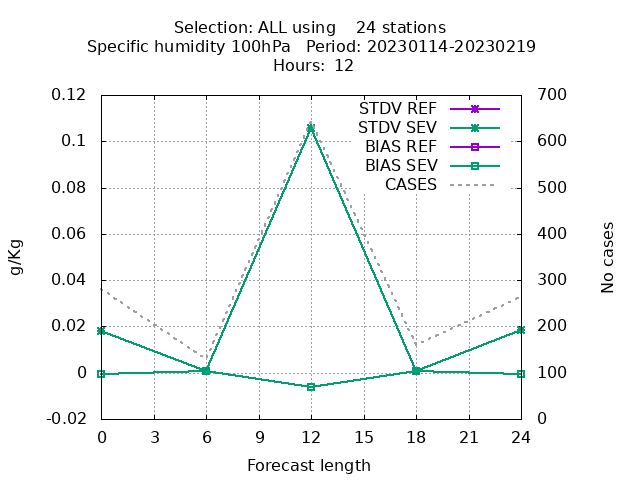 Selection: ALL using    24 stations
Specific humidity 100hPa   Period: 20230114-20230219
Hours:  12
0.12
0.1
0.08
0.06
0.04
0.02
0
-0.02
g/Kg
STDV REF
STDV SEV
BIAS REF
BIAS SEV
CASES
700
600
500
400
300
200
100
0
No cases
0 3 6 9 12 15 18 21 24
Forecast length